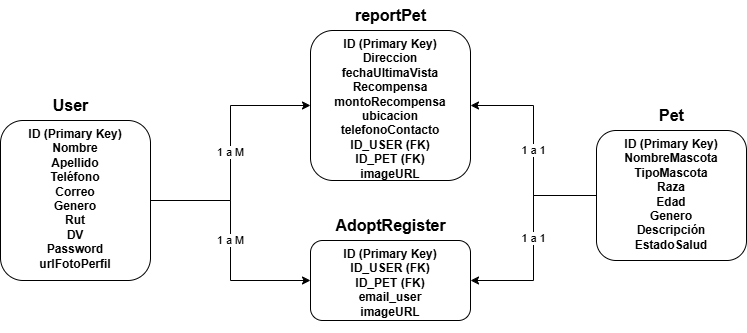 reportPet
ID (Primary Key)
Direccion
fechaUltimaVista
Recompensa
montoRecompensa
ubicacion
telefonoContacto
ID_USER (FK)
ID_PET (FK)
imageURL
User
ID (Primary Key)
Nombre
Apellido
Teléfono
Correo
Genero
Rut
DV
Password
urlFotoPerfil
1 a M
1 a M
AdoptRegister
ID (Primary Key)
ID_USER (FK)
ID_PET (FK)
email_user
imageURL
1 a 1
1 a 1
Pet
ID (Primary Key)
NombreMascota
TipoMascota
Raza
Edad
Genero
Descripción
EstadoSalud